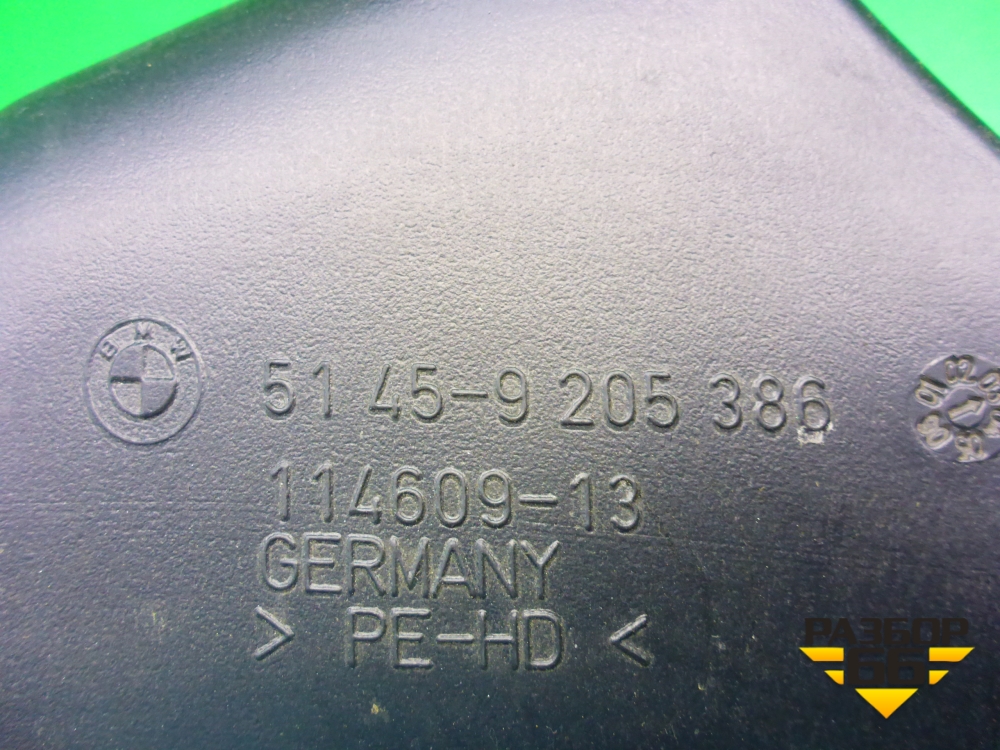 BMW
51 45-9 205 386
114609-13
GERMANY
> PE-HD <
РАЗБОР
66